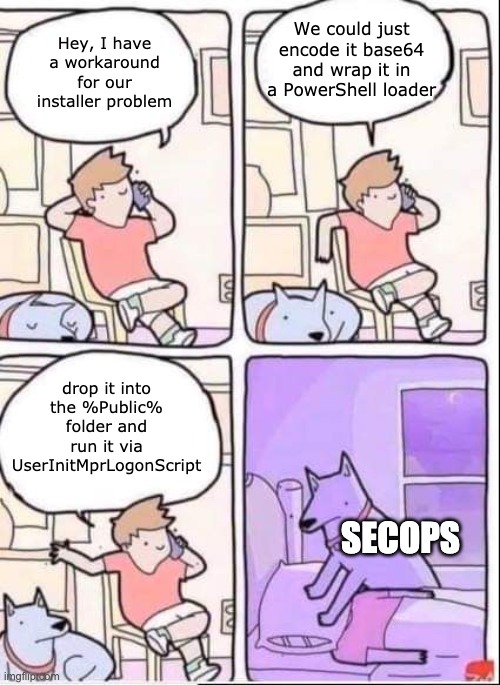 Hey, I have
a workaround
for our
installer problem
We could just
encode it base64
and wrap it in
a PowerShell loader
drop it into
the %Public%
folder and
run it via
UserInitMprLogonScript
SECOPS
imgflip.com